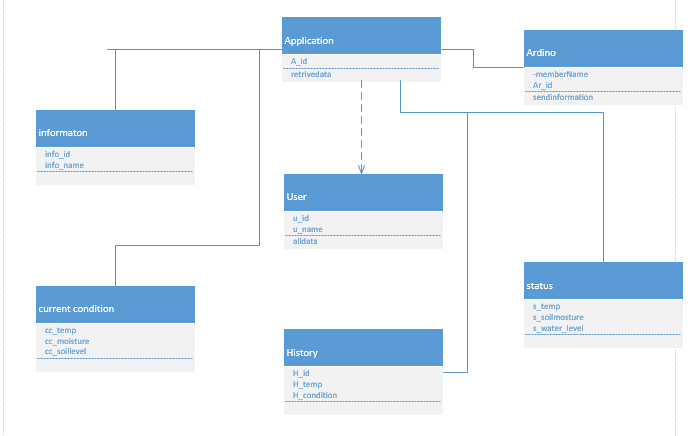 Application
A_id
retrivedata
Ardino
-memberName
Ar_id
sendinformation
informaton
info_id
info_name
User
u_id
u_name
alldata
current condition
cc_temp
cc_moisture
cc_soillevel
status
s_temp
s_soilmosture
s_water_level
History
H_id
H_temp
H_condition